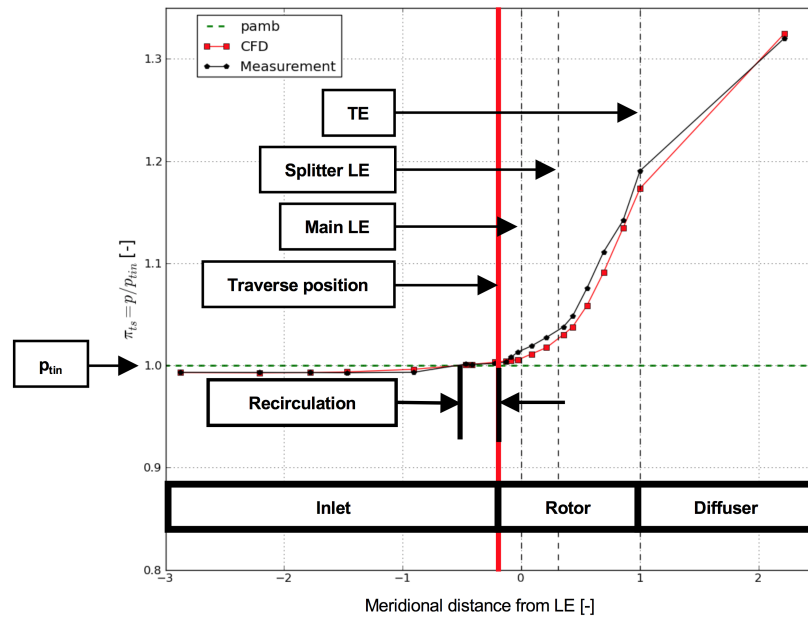 pamb
CFD
Measurement
1.3
1.2
1.1
1.0
0.9
0.8
π_ts = p/p_tin [-]
TE
Splitter LE
Main LE
Traverse position
p_tin
Recirculation
Inlet
Rotor
Diffuser
−3
−2
−1
0
1
2
Meridional distance from LE [-]